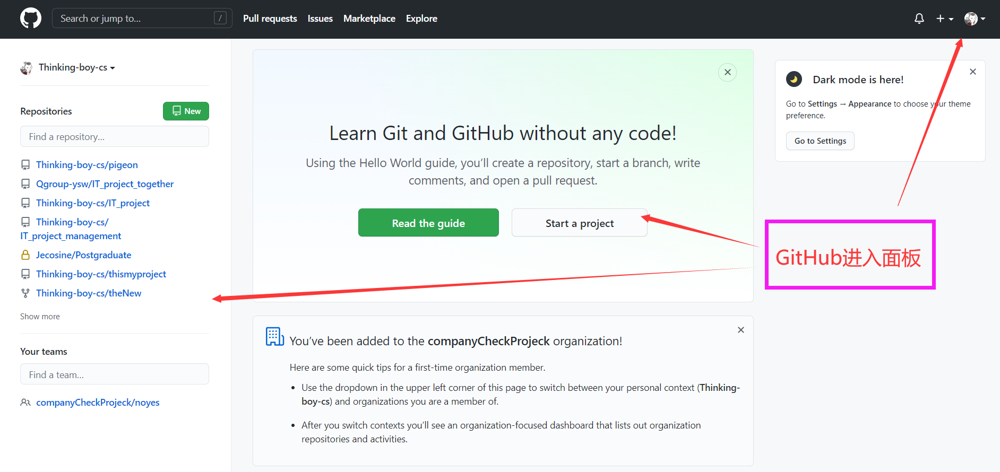 Search or jump to...
/
Pull requests
Issues
Marketplace
Explore
Thinking-boy-cs
Repositories
New
Find a repository...
Thinking-boy-cs/pigeon
Qgroup-ysw/IT_project_together
Thinking-boy-cs/IT_project
Thinking-boy-cs/
IT_project_management
Jecosine/Postgraduate
Thinking-boy-cs/thismyproject
Thinking-boy-cs/theNew
Show more
Your teams
Find a team...
companyCheckProjeck/noyes
Learn Git and GitHub without any code!
Using the Hello World guide, you’ll create a repository, start a branch, write
comments, and open a pull request.
Read the guide
Start a project
You’ve been added to the companyCheckProjeck organization!
Here are some quick tips for a first-time organization member.
• Use the dropdown in the upper left corner of this page to switch between your personal context (Thinking-
boy-cs) and organizations you are a member of.
• After you switch contexts you’ll see an organization-focused dashboard that lists out organization
repositories and activities.
Dark mode is here!
Go to Settings → Appearance to choose your theme
preference.
Go to Settings
GitHub进入面板